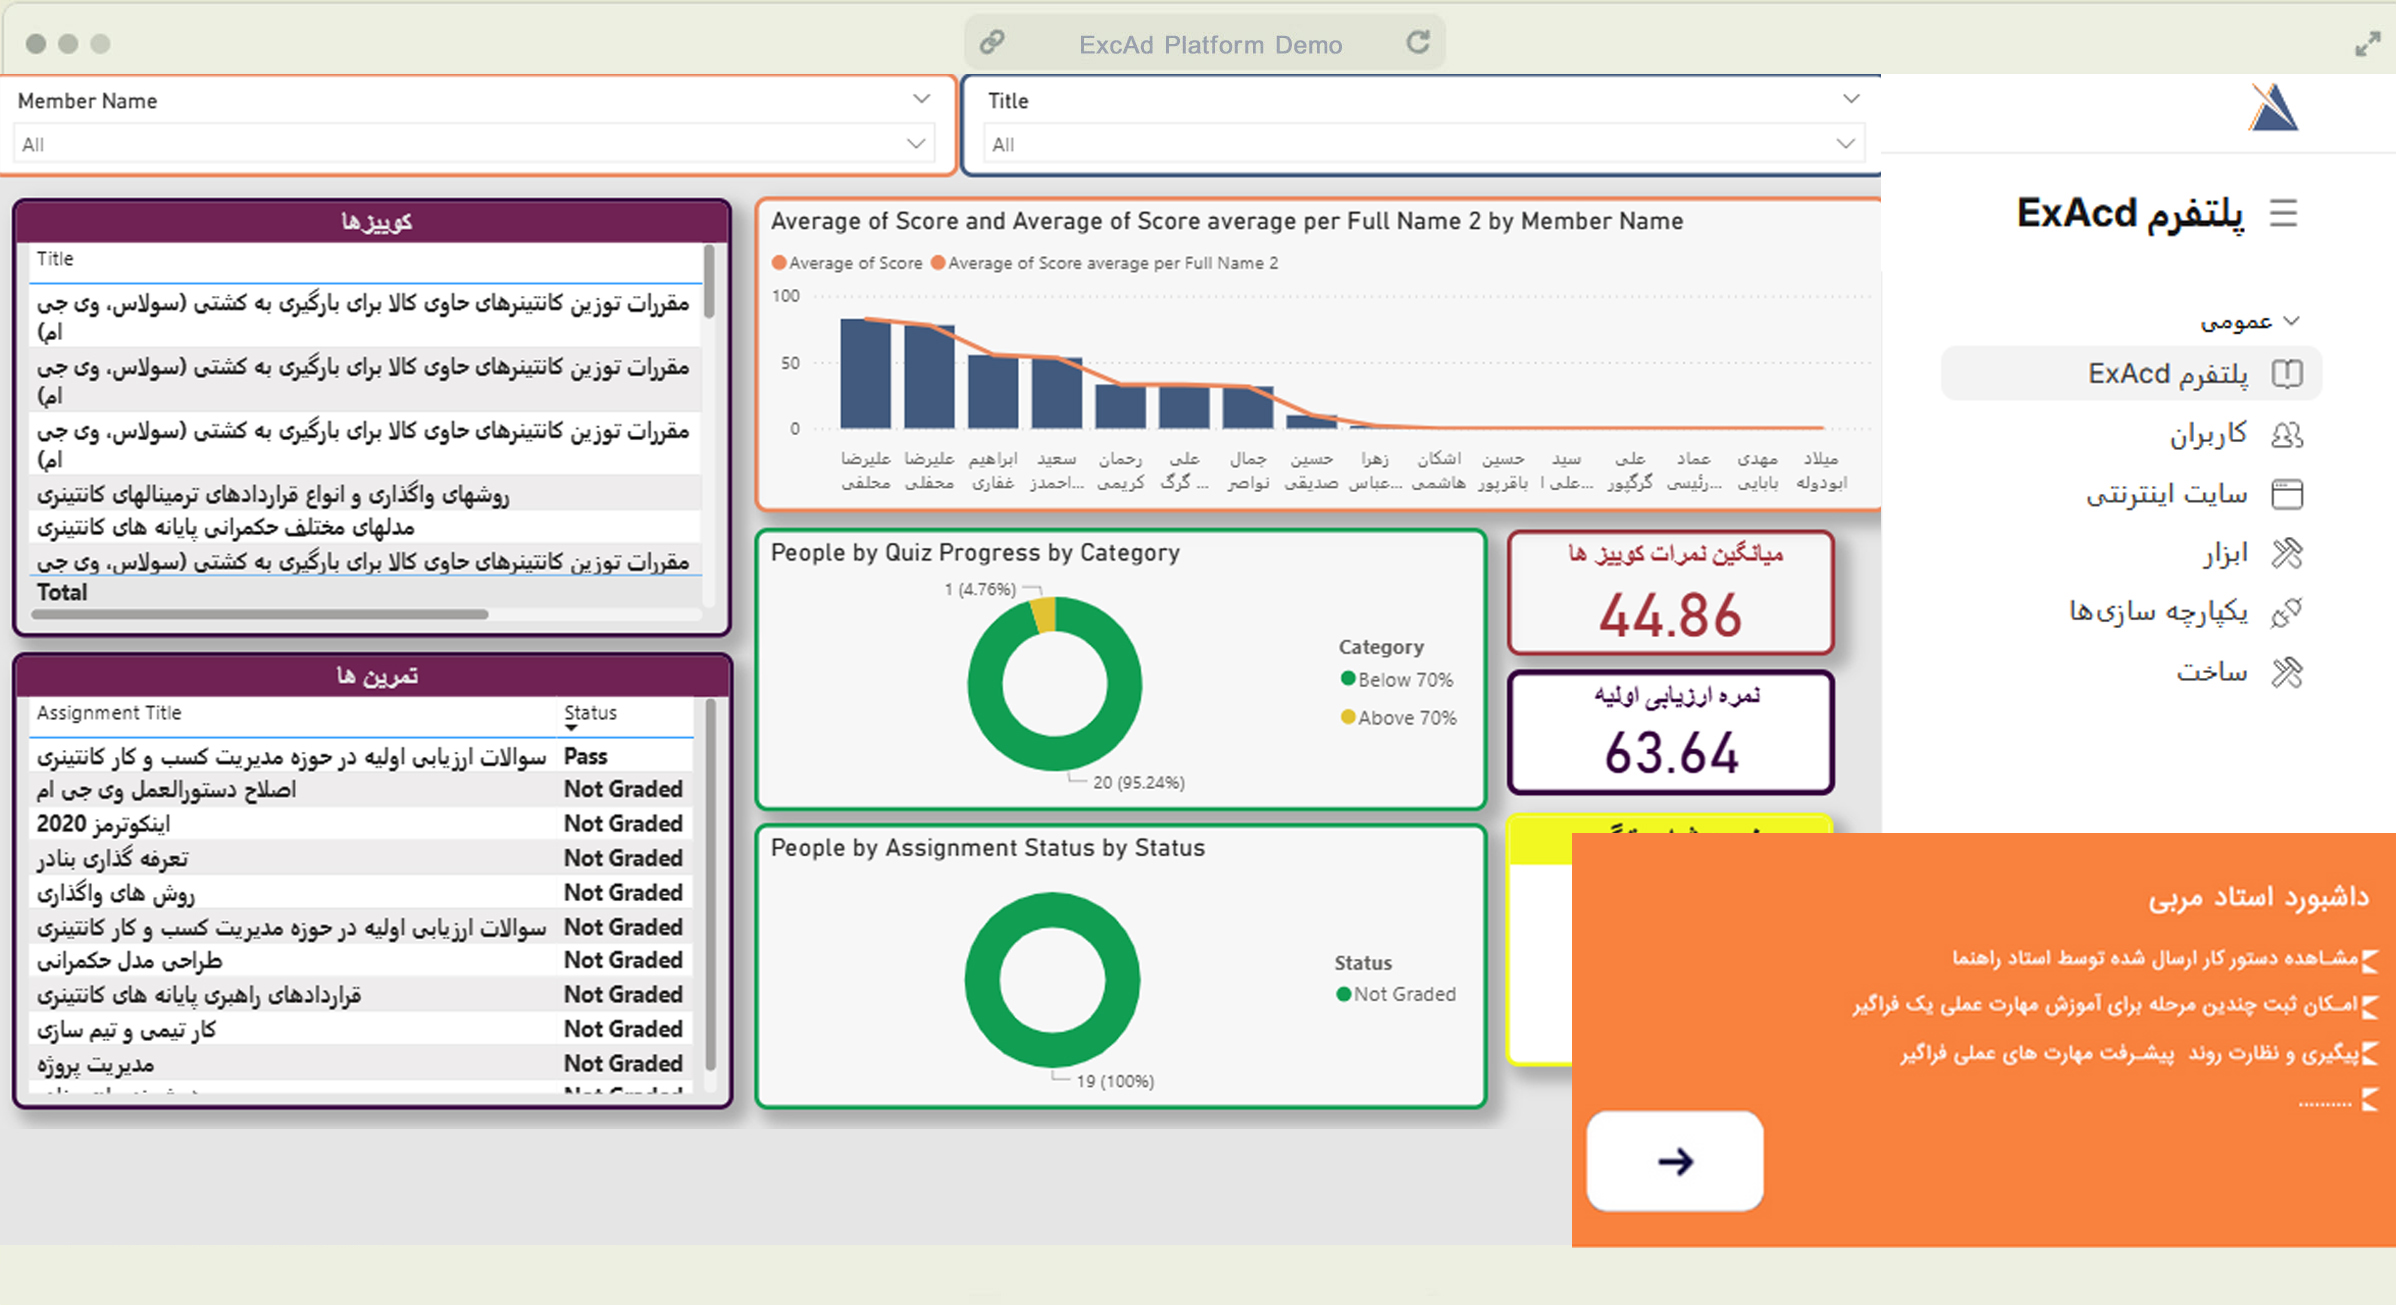 ExcAd Platform Demo
Member Name
All
Title
All
کوییزها
Title
مقررات توزین کانتینرهای حاوی کالا برای بارگیری به کشتی (سولاس، وی جی
ام)
مقررات توزین کانتینرهای حاوی کالا برای بارگیری به کشتی (سولاس، وی جی
ام)
مقررات توزین کانتینرهای حاوی کالا برای بارگیری به کشتی (سولاس، وی جی
ام)
روشهای واگذاری و انواع قراردادهای ترمینالهای کانتینری
مدلهای مختلف حکمرانی پایانه های کانتینری
مقررات توزین کانتینرهای حاوی کالا برای بارگیری به کشتی (سولاس، وی جی
Total
تمرین ها
Assignment Title Status
سوالات ارزیابی اولیه در حوزه مدیریت کسب و کار کانتینری Pass
اصلاح دستورالعمل وی جی ام Not Graded
اینکوترمز 2020 Not Graded
تعرفه گذاری بنادر Not Graded
روش های واگذاری Not Graded
سوالات ارزیابی اولیه در حوزه مدیریت کسب و کار کانتینری Not Graded
طراحی مدل حکمرانی Not Graded
قراردادهای راهبری پایانه های کانتینری Not Graded
کار تیمی و تیم سازی Not Graded
مدیریت پروژه Not Graded
Not Graded
Average of Score and Average of Score average per Full Name 2 by Member Name
Average of Score Average of Score average per Full Name 2
100
50
0
علیرضا محلفی
علیرضا محفلی
ابراهیم غفاری
سعید احمدز...
رحمان کریمی
علی گرگ ...
جمال نواصر
حسین صدیقی
زهرا عباس...
اشکان هاشمی
حسین باقرپور
سید علی ا...
علی گرگپور
عماد رئیسی...
مهدی بابایی
میلاد ابودوله
People by Quiz Progress by Category
1 (4.76%)
20 (95.24%)
Category
Below 70%
Above 70%
People by Assignment Status by Status
19 (100%)
Status
Not Graded
میانگین نمرات کوییز ها
44.86
نمره ارزیابی اولیه
63.64
پلتفرم ExAcd
عمومی
پلتفرم ExAcd
کاربران
سایت اینترنتی
ابزار
یکپارچه سازی‌ها
ساخت
داشبورد استاد مربی
مشاهده دستور کار ارسال شده توسط استاد راهنما
امکان ثبت چندین مرحله برای آموزش مهارت عملی یک فراگیر
پیگیری و نظارت روند پیشرفت مهارت های عملی فراگیر
..........